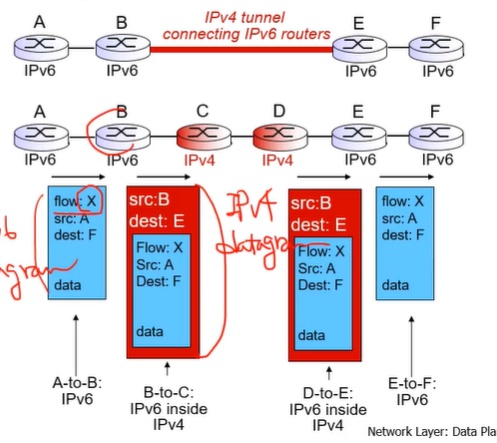 IPv4 tunnel
connecting IPv6 routers
A B E F
IPv6 IPv6 IPv6 IPv6
A B C D E F
IPv6 IPv6 IPv4 IPv4 IPv6 IPv6
flow: X
src: A
dest: F
data
src:B
dest: E
Flow: X
Src: A
Dest: F
data
IPv4
datagram
src:B
dest: E
Flow: X
Src: A
Dest: F
data
flow: X
src: A
dest: F
data
A-to-B:
IPv6
B-to-C:
IPv6 inside
IPv4
D-to-E:
IPv6 inside
IPv4
E-to-F:
IPv6
Network Layer: Data Pla